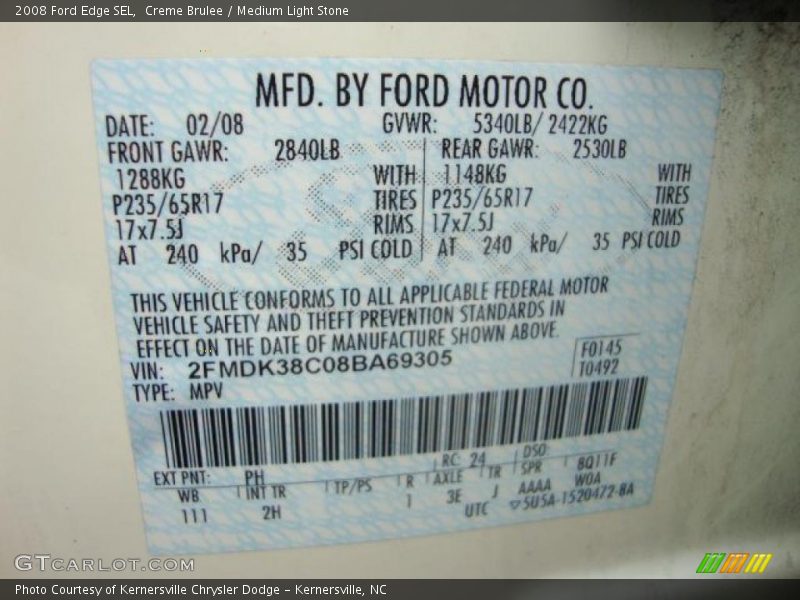 2008 Ford Edge SEL,  Creme Brulee / Medium Light Stone
MFD. BY FORD MOTOR CO.
DATE: 02/08 GVWR: 5340LB/ 2422KG
FRONT GAWR: 2840LB REAR GAWR: 2530LB
1288KG WITH 1148KG WITH
P235/65R17 TIRES P235/65R17 TIRES
17x7.5J RIMS 17x7.5J RIMS
AT 240 kPa/ 35 PSI COLD AT 240 kPa/ 35 PSI COLD
THIS VEHICLE CONFORMS TO ALL APPLICABLE FEDERAL MOTOR
VEHICLE SAFETY AND THEFT PREVENTION STANDARDS IN
EFFECT ON THE DATE OF MANUFACTURE SHOWN ABOVE.
VIN: 2FMDK38C08BA69305 F0145
TYPE: MPV T0492
EXT PNT: PH RC: 24 DSO:
WB INT TR TP/PS R AXLE TR SPR 8Q11F
111 2H 1 3E J AAAA W0A
UTC ▽5U5A-1520472-BA
GTCARLOT.COM
Photo Courtesy of Kernersville Chrysler Dodge - Kernersville, NC